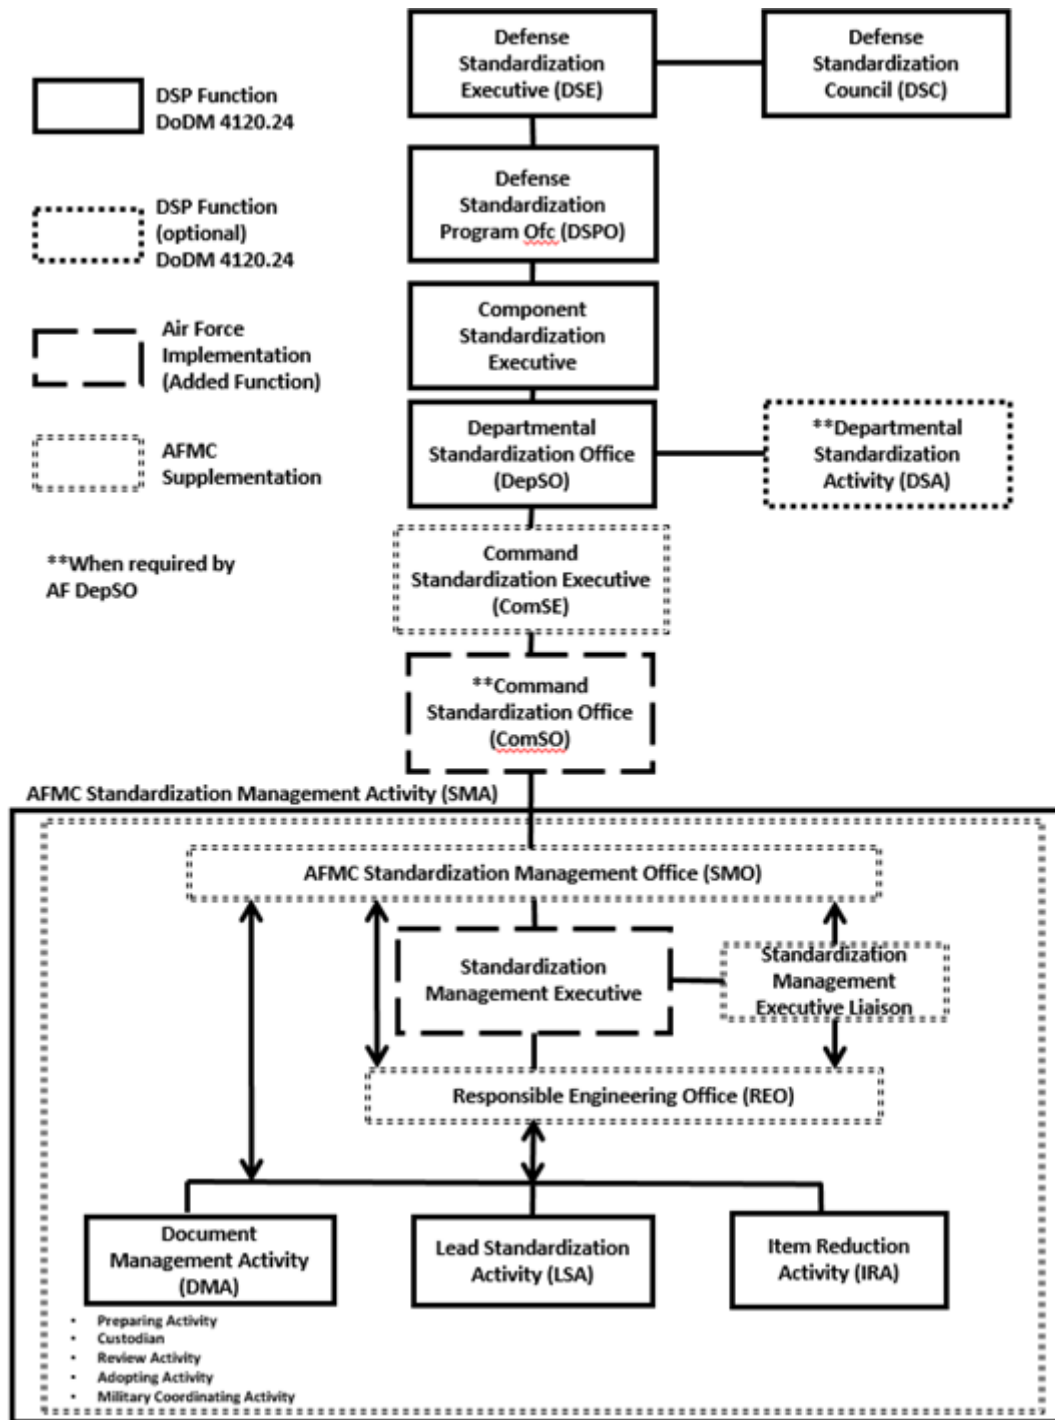 Defense
Standardization
Executive (DSE)
Defense
Standardization
Council (DSC)
DSP Function
DoDM 4120.24
Defense
Standardization
Program Ofc (DSPO)
DSP Function
(optional)
DoDM 4120.24
Component
Standardization
Executive
Air Force
Implementation
(Added Function)
Departmental
Standardization Office
(DepSO)
**Departmental
Standardization
Activity (DSA)
AFMC
Supplementation
**When required by
AF DepSO
Command
Standardization Executive
(ComSE)
**Command
Standardization Office
(ComSO)
AFMC Standardization Management Activity (SMA)
AFMC Standardization Management Office (SMO)
Standardization
Management Executive
Standardization
Management
Executive Liaison
Responsible Engineering Office (REO)
Document
Management Activity
(DMA)
Lead Standardization
Activity (LSA)
Item Reduction
Activity (IRA)
• Preparing Activity
• Custodian
• Review Activity
• Adopting Activity
• Military Coordinating Activity